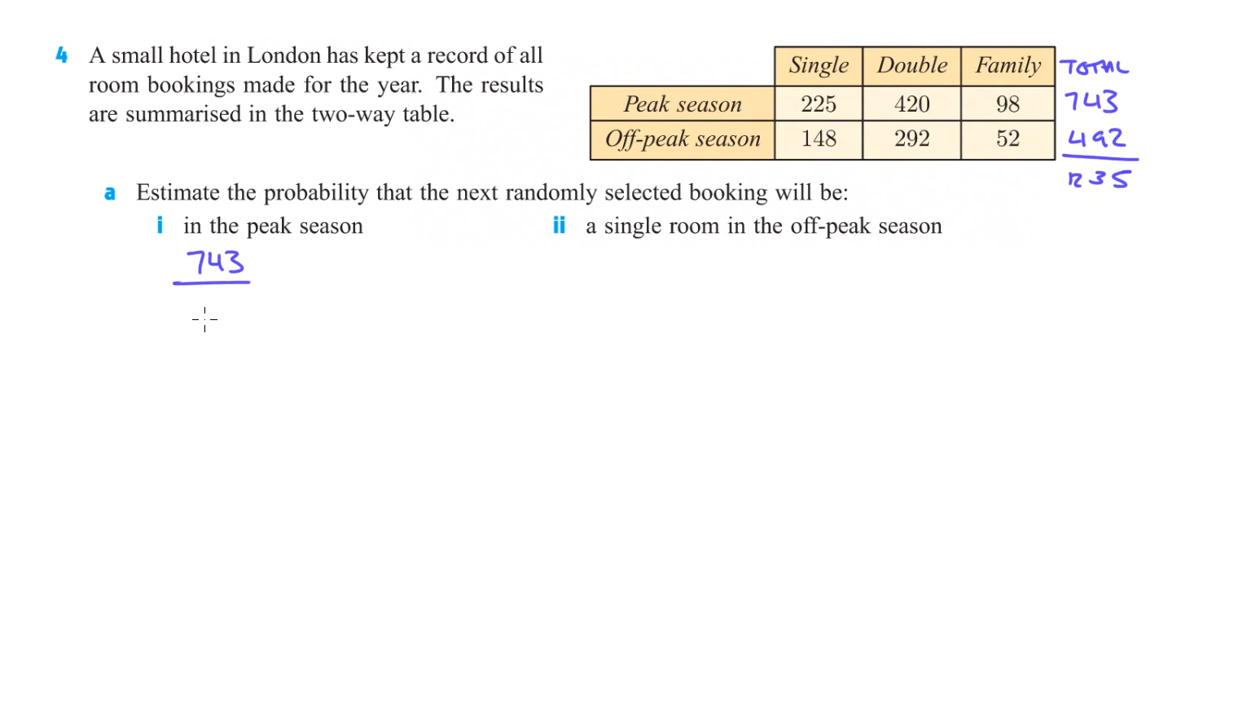 4 A small hotel in London has kept a record of all
room bookings made for the year. The results
are summarised in the two-way table.
Single Double Family TOTAL
Peak season 225 420 98 743
Off-peak season 148 292 52 492
1235
a Estimate the probability that the next randomly selected booking will be:
i in the peak season ii a single room in the off-peak season
743